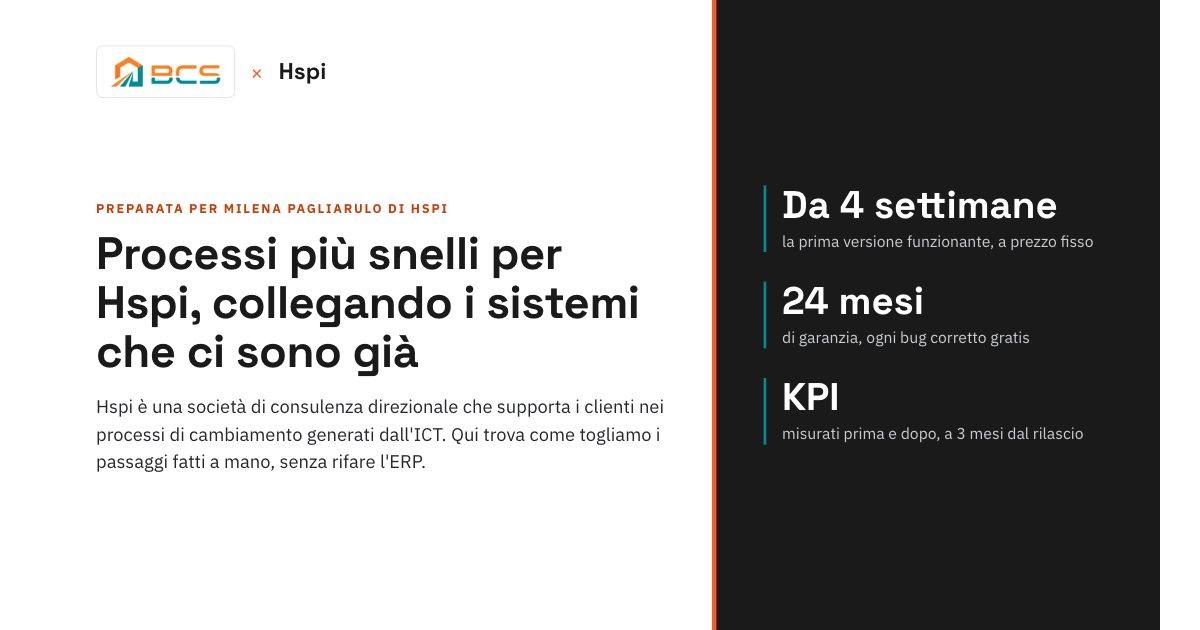 BCS × Hspi
PREPARATA PER MILENA PAGLIARULO DI HSPI
Processi più snelli per
Hspi, collegando i sistemi
che ci sono già
Hspi è una società di consulenza direzionale che supporta i clienti nei
processi di cambiamento generati dall'ICT. Qui trova come togliamo i
passaggi fatti a mano, senza rifare l'ERP.
Da 4 settimane
la prima versione funzionante, a prezzo fisso
24 mesi
di garanzia, ogni bug corretto gratis
KPI
misurati prima e dopo, a 3 mesi dal rilascio